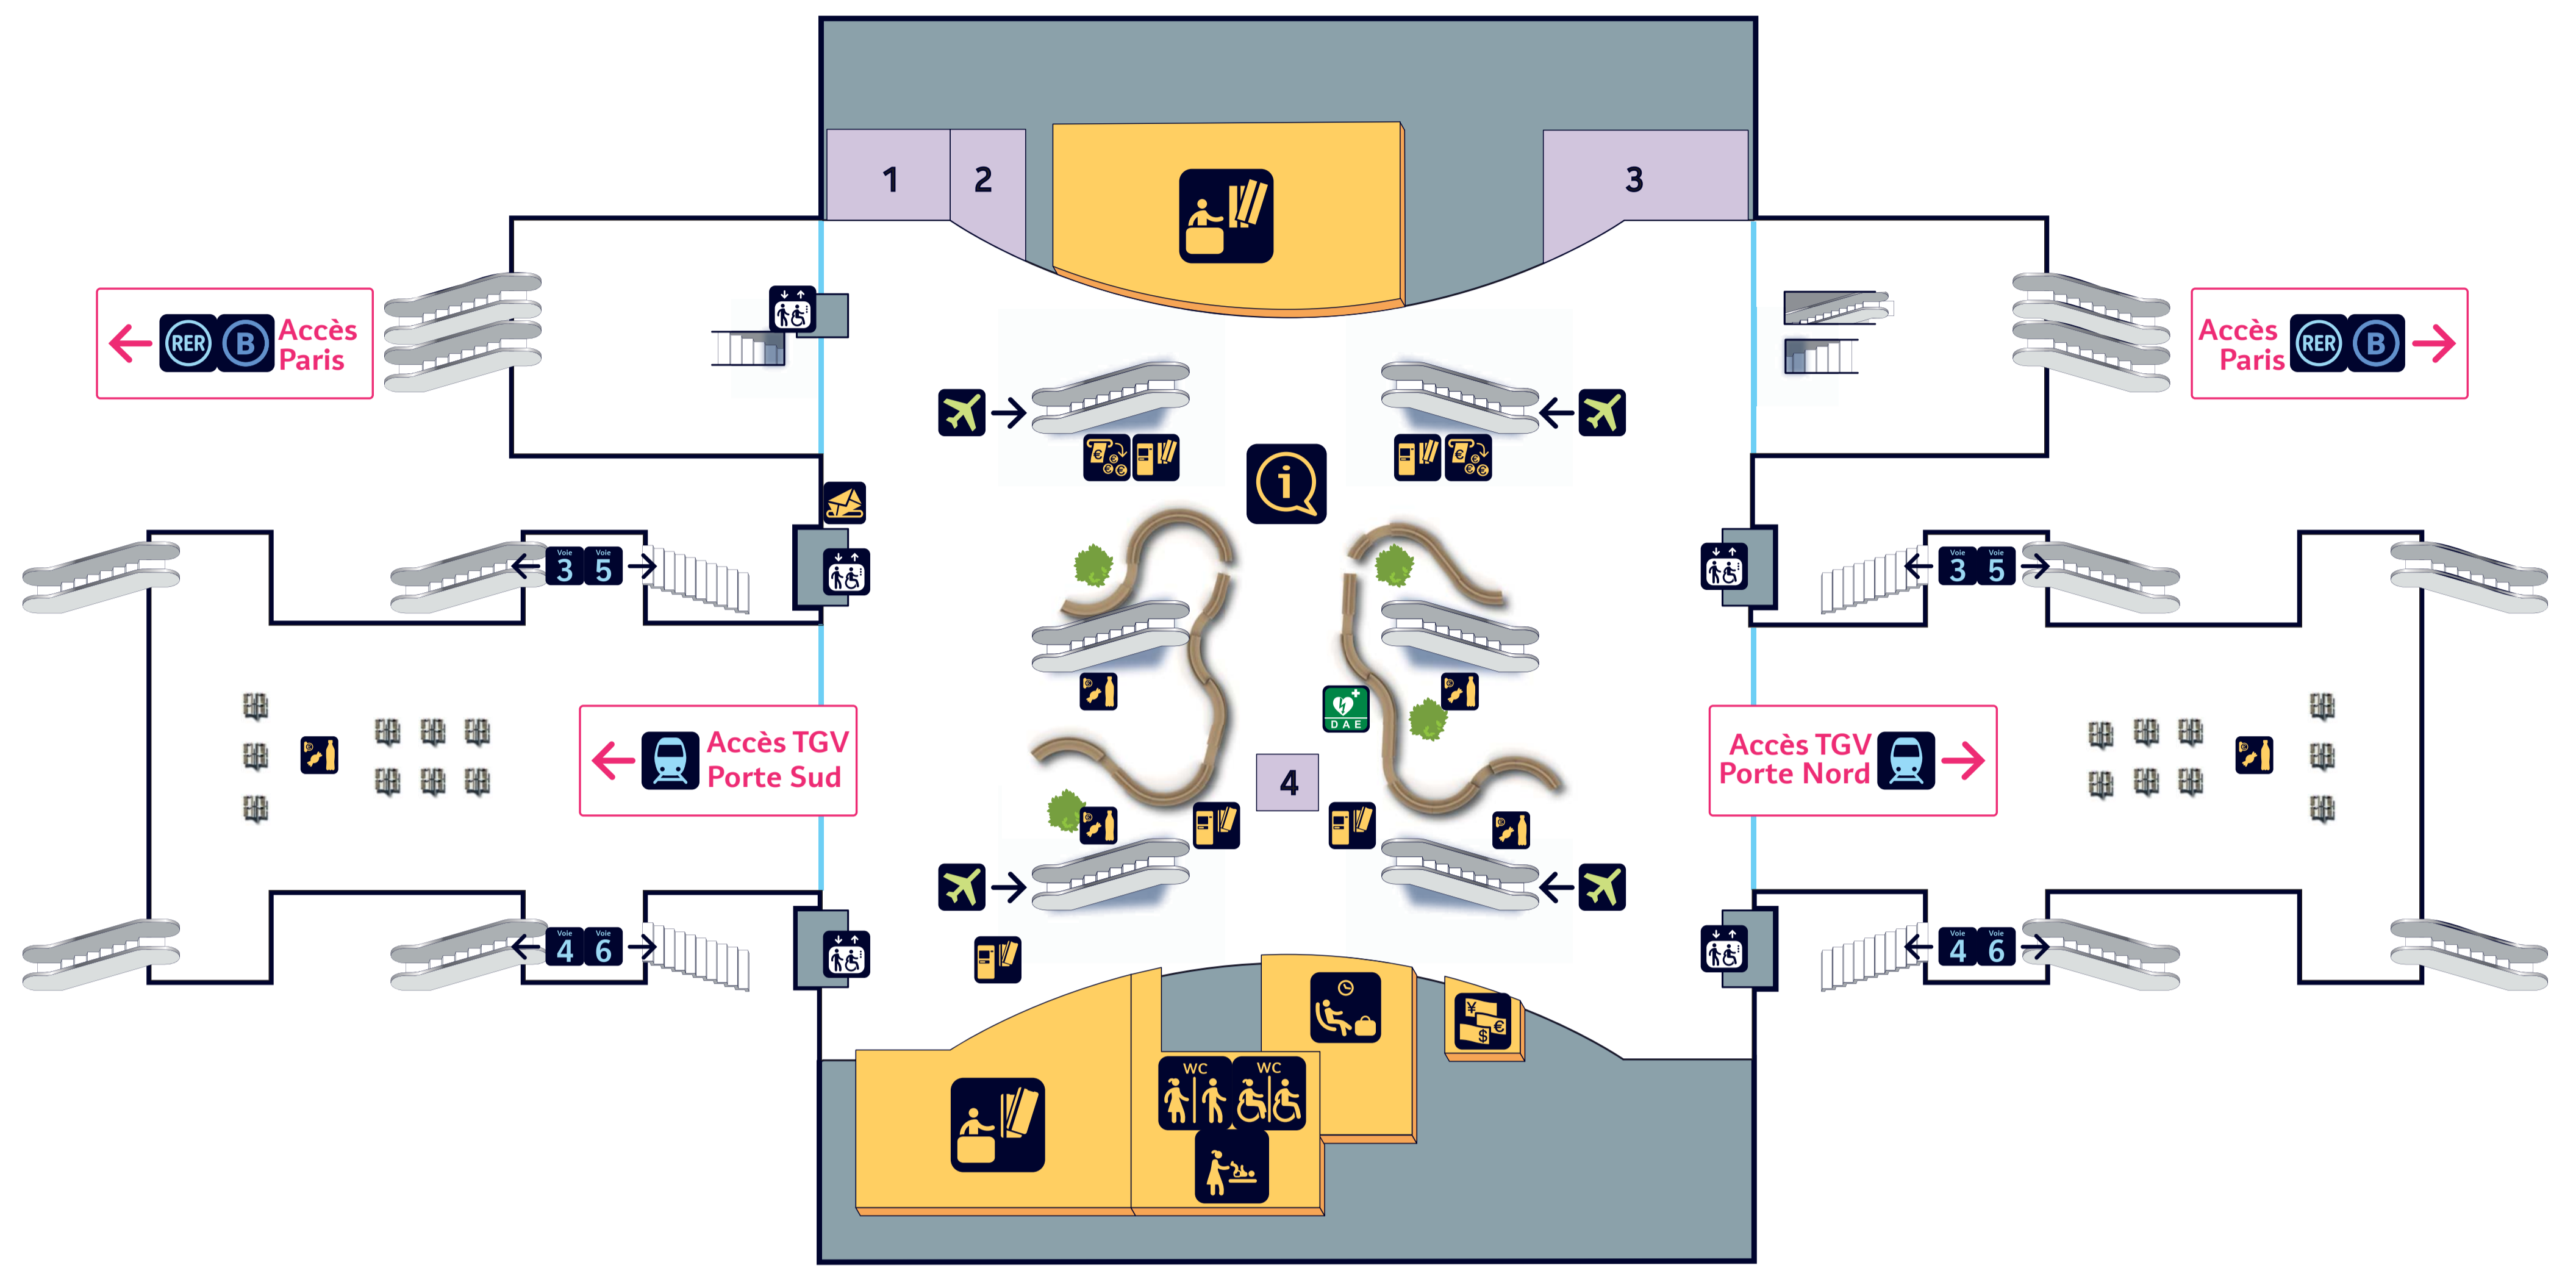 1
2
3
RER B Accès
Paris
Accès RER B
Paris
€
€ €
€
€ €
i
Voie 3 Voie 5
Voie 3 Voie 5
DAE
Accès TGV
Porte Sud
4
Accès TGV
Porte Nord
Voie 4 Voie 6
Voie 4 Voie 6
¥
€
$
WC WC